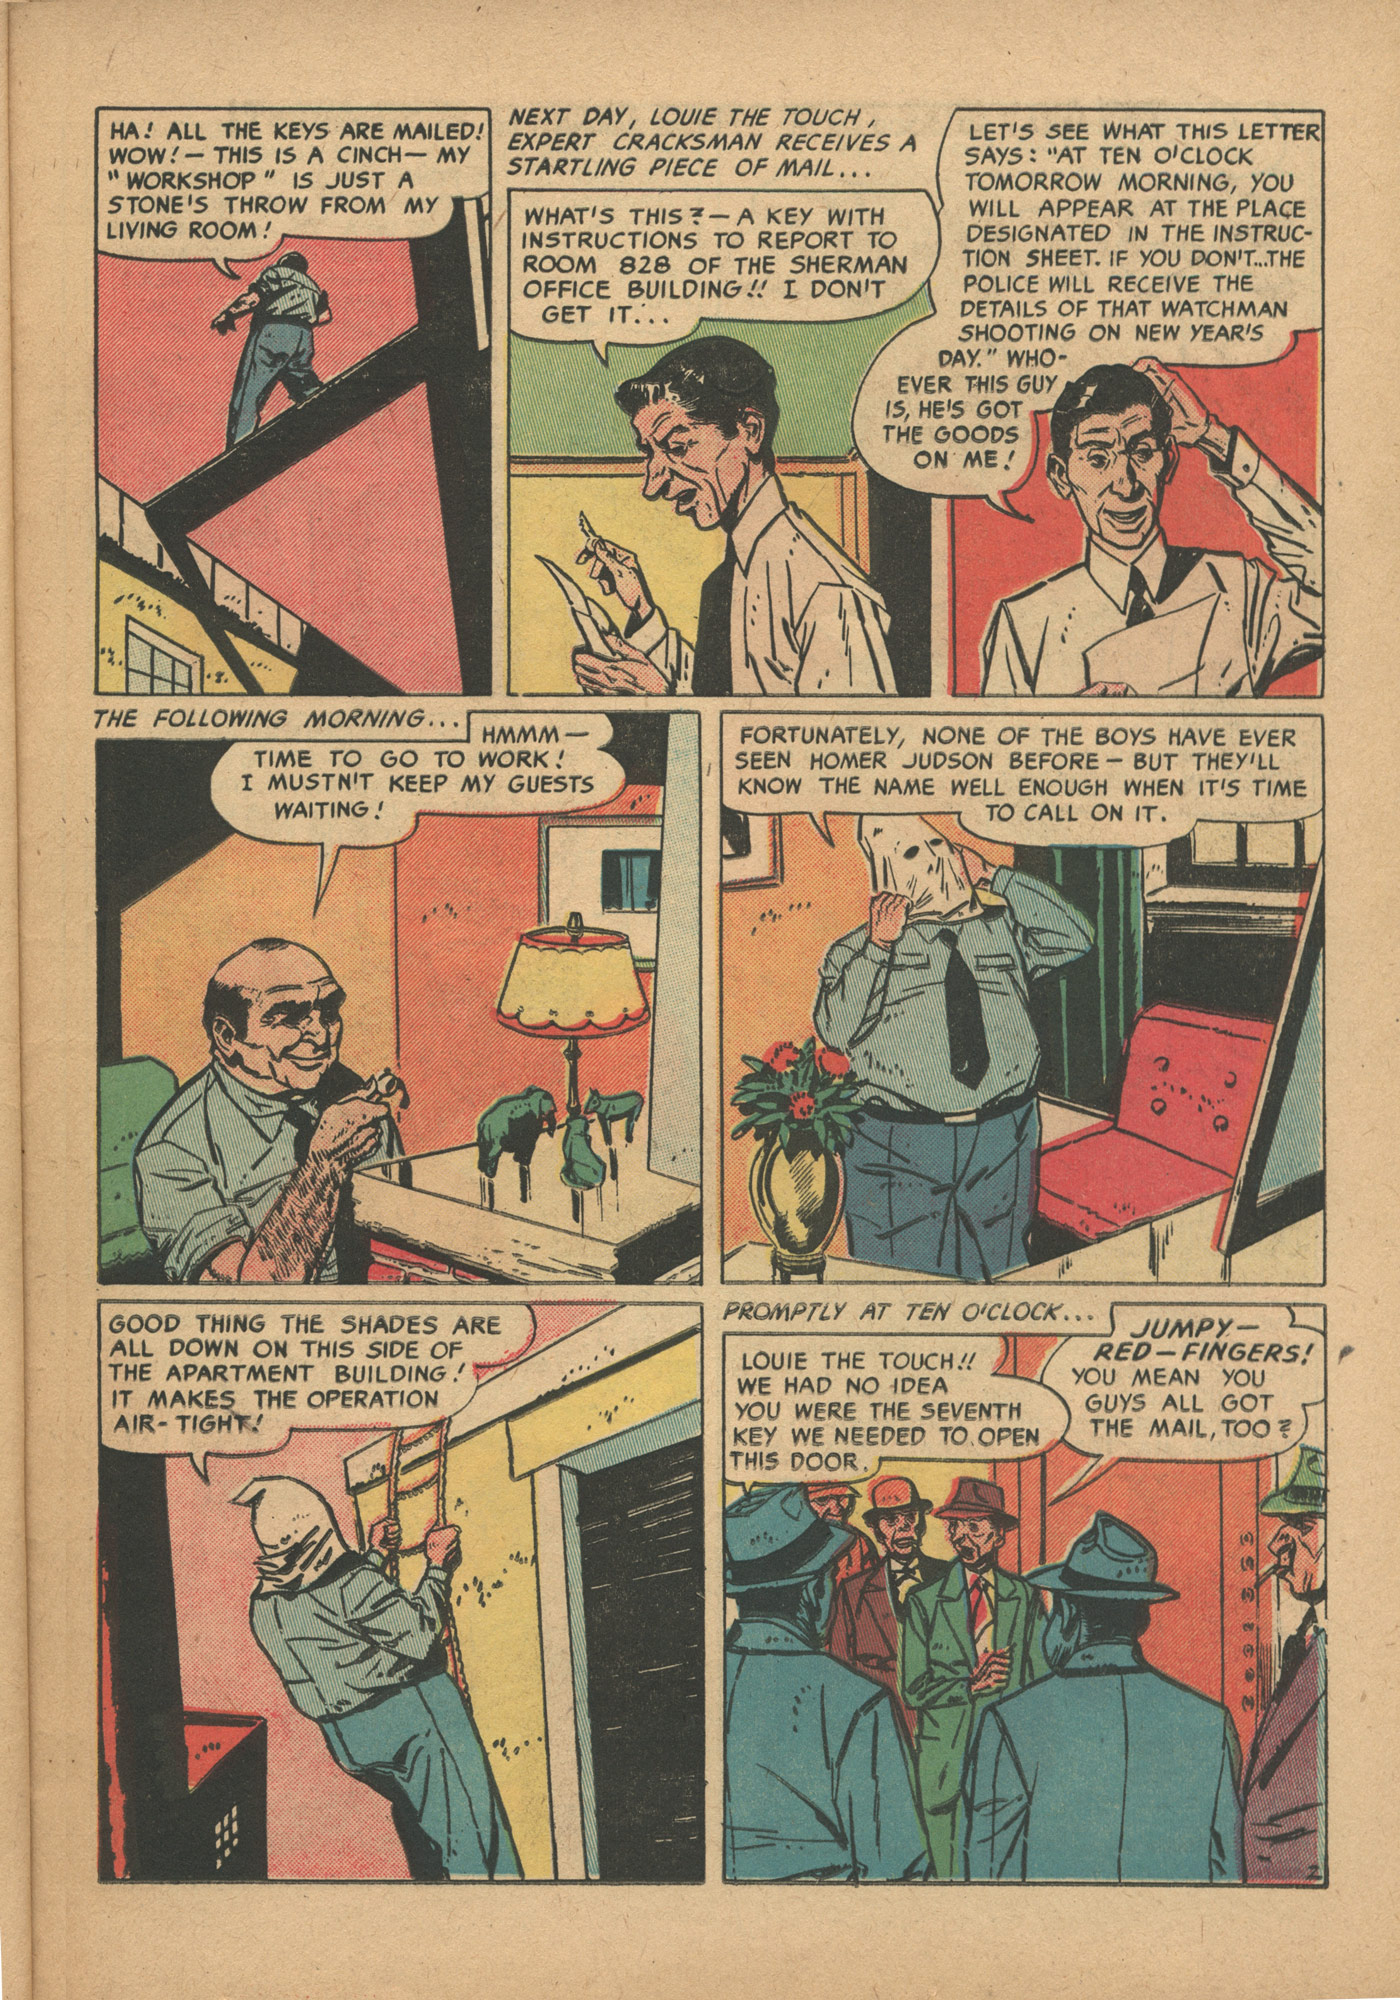 HA! ALL THE KEYS ARE MAILED!
WOW!— THIS IS A CINCH— MY
"WORKSHOP" IS JUST A
STONE'S THROW FROM MY
LIVING ROOM!
NEXT DAY, LOUIE THE TOUCH,
EXPERT CRACKSMAN RECEIVES A
STARTLING PIECE OF MAIL...
WHAT'S THIS?— A KEY WITH
INSTRUCTIONS TO REPORT TO
ROOM 828 OF THE SHERMAN
OFFICE BUILDING!! I DON'T
GET IT...
LET'S SEE WHAT THIS LETTER
SAYS: "AT TEN O'CLOCK
TOMORROW MORNING, YOU
WILL APPEAR AT THE PLACE
DESIGNATED IN THE INSTRUC-
TION SHEET. IF YOU DON'T...THE
POLICE WILL RECEIVE THE
DETAILS OF THAT WATCHMAN
SHOOTING ON NEW YEAR'S
DAY." WHO-
EVER THIS GUY
IS, HE'S GOT
THE GOODS
ON ME!
THE FOLLOWING MORNING...
HMMM—
TIME TO GO TO WORK!
I MUSTN'T KEEP MY GUESTS
WAITING!
FORTUNATELY, NONE OF THE BOYS HAVE EVER
SEEN HOMER JUDSON BEFORE— BUT THEY'LL
KNOW THE NAME WELL ENOUGH WHEN IT'S TIME
TO CALL ON IT.
GOOD THING THE SHADES ARE
ALL DOWN ON THIS SIDE OF
THE APARTMENT BUILDING!
IT MAKES THE OPERATION
AIR-TIGHT!
PROMPTLY AT TEN O'CLOCK...
LOUIE THE TOUCH!!
WE HAD NO IDEA
YOU WERE THE SEVENTH
KEY WE NEEDED TO OPEN
THIS DOOR.
JUMPY—
RED-FINGERS!
YOU MEAN YOU
GUYS ALL GOT
THE MAIL, TOO?
2